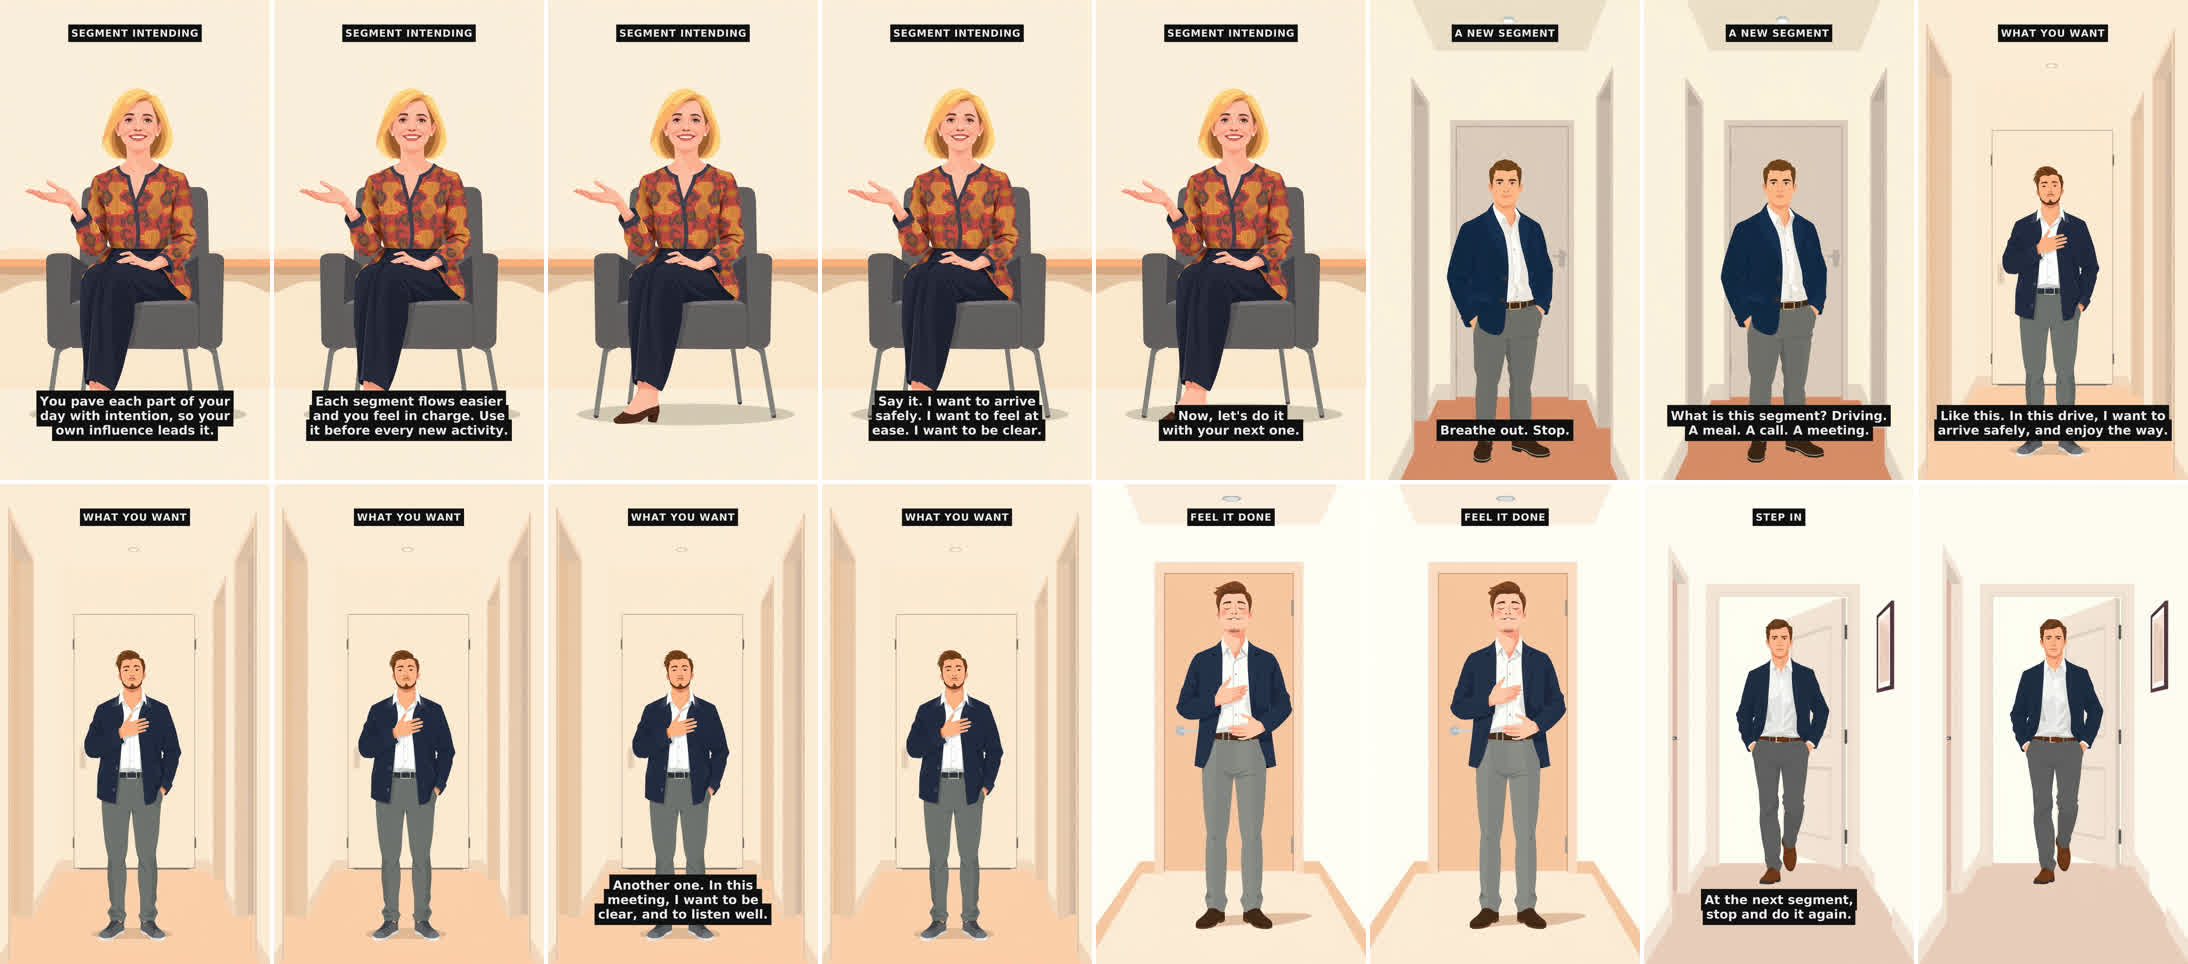 SEGMENT INTENDING
You pave each part of your
day with intention, so your
own influence leads it.
SEGMENT INTENDING
Each segment flows easier
and you feel in charge. Use
it before every new activity.
SEGMENT INTENDING
SEGMENT INTENDING
Say it. I want to arrive
safely. I want to feel at
ease. I want to be clear.
SEGMENT INTENDING
Now, let's do it
with your next one.
A NEW SEGMENT
Breathe out. Stop.
A NEW SEGMENT
What is this segment? Driving.
A meal. A call. A meeting.
WHAT YOU WANT
Like this. In this drive, I want to
arrive safely, and enjoy the way.
WHAT YOU WANT
WHAT YOU WANT
WHAT YOU WANT
Another one. In this
meeting, I want to be
clear, and to listen well.
WHAT YOU WANT
FEEL IT DONE
FEEL IT DONE
STEP IN
At the next segment,
stop and do it again.